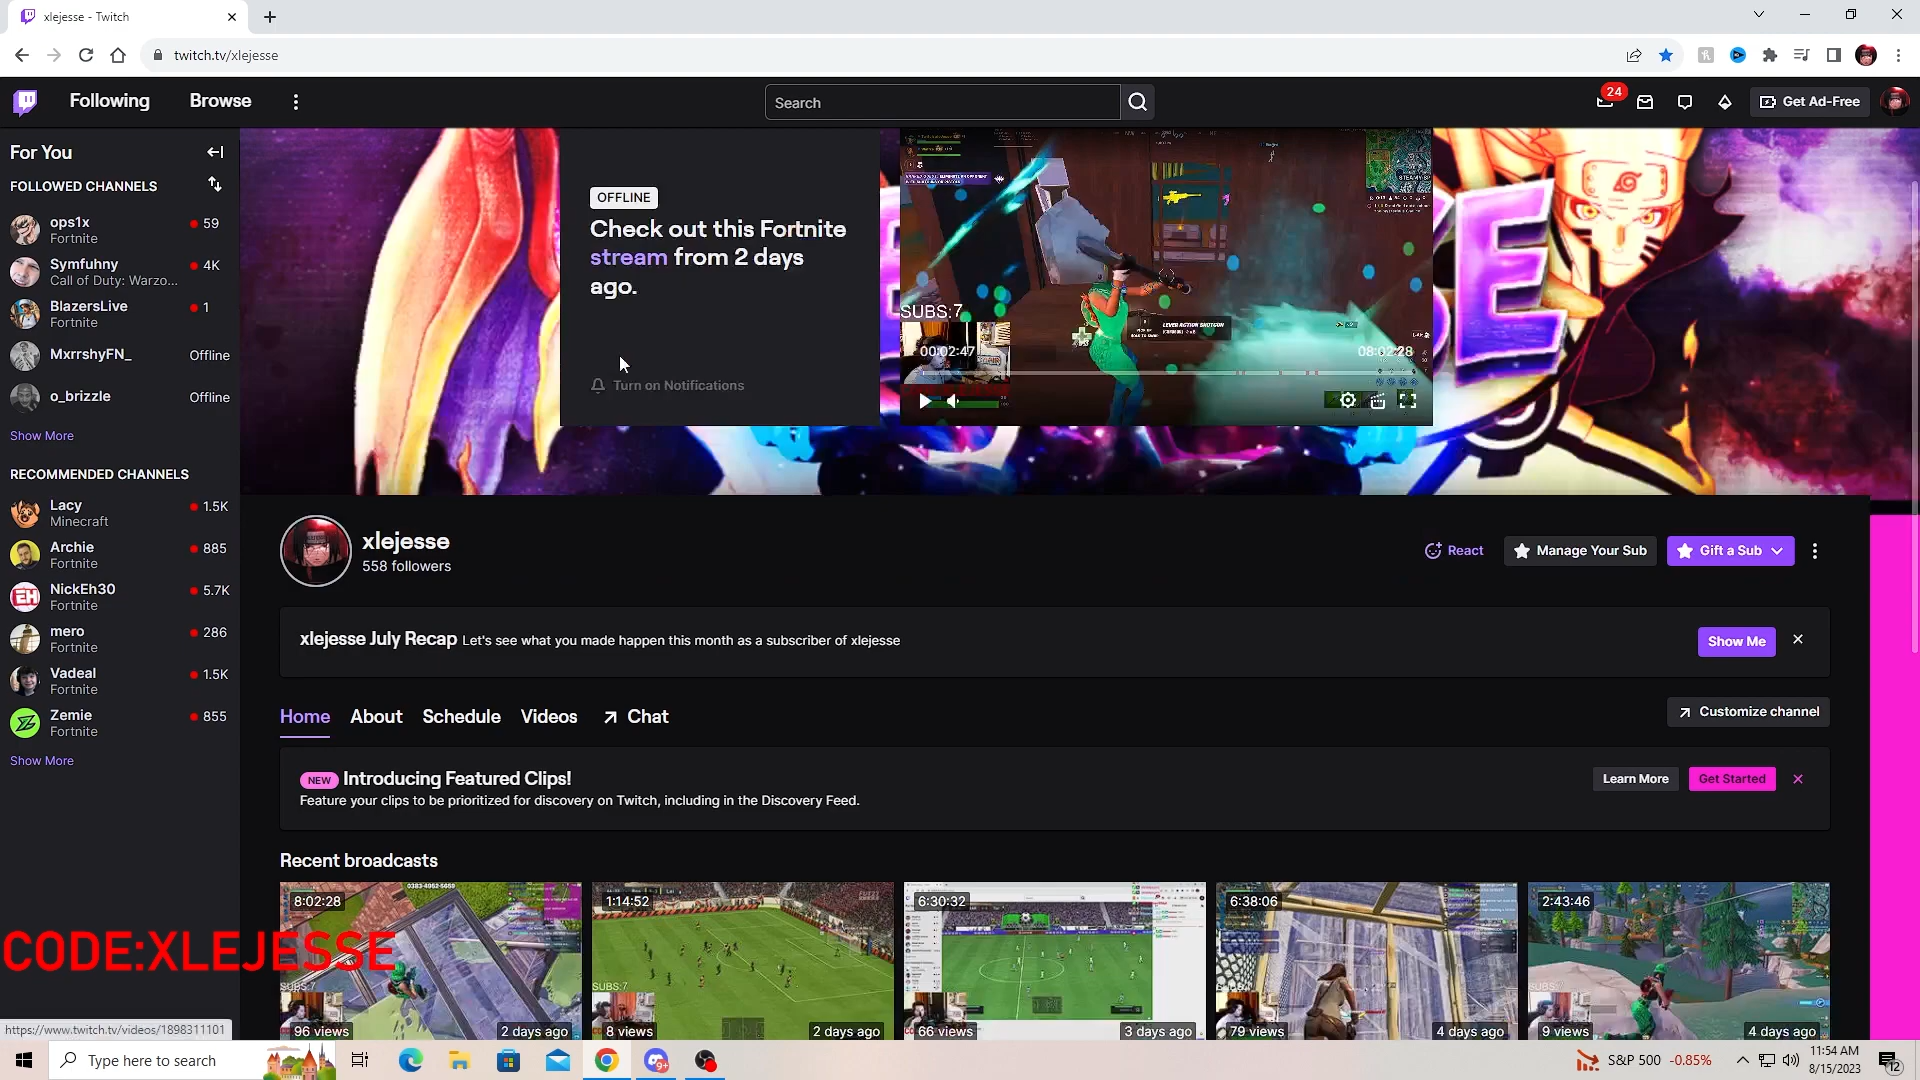 xlejesse - Twitch
twitch.tv/xlejesse
Following
Browse
Search
24
Get Ad-Free
For You
FOLLOWED CHANNELS
ops1x
59
Fortnite
Symfuhny
4K
Call of Duty: Warzo...
BlazersLive
1
Fortnite
MxrrshyFN_
Offline
o_brizzle
Offline
Show More
RECOMMENDED CHANNELS
Lacy
1.5K
Minecraft
Archie
885
Fortnite
NickEh30
5.7K
Fortnite
mero
286
Fortnite
Vadeal
1.5K
Fortnite
Zemie
855
Fortnite
Show More
OFFLINE
Check out this Fortnite
stream from 2 days
ago.
Turn on Notifications
SUBS:7
LEVER ACTION SHOTGUN
00:02:47
08:02:28
xlejesse
558 followers
React
Manage Your Sub
Gift a Sub
xlejesse July Recap Let's see what you made happen this month as a subscriber of xlejesse
Show Me
Home
About
Schedule
Videos
Chat
Customize channel
NEW Introducing Featured Clips!
Feature your clips to be prioritized for discovery on Twitch, including in the Discovery Feed.
Learn More
Get Started
Recent broadcasts
8:02:28
1:14:52
6:30:32
6:38:06
2:43:46
CODE:XLEJESSE
SUBS:7
96 views
2 days ago
8 views
2 days ago
66 views
3 days ago
79 views
4 days ago
9 views
4 days ago
https://www.twitch.tv/videos/1898311101
Type here to search
9+
S&P 500 -0.85%
11:54 AM
8/15/2023
12